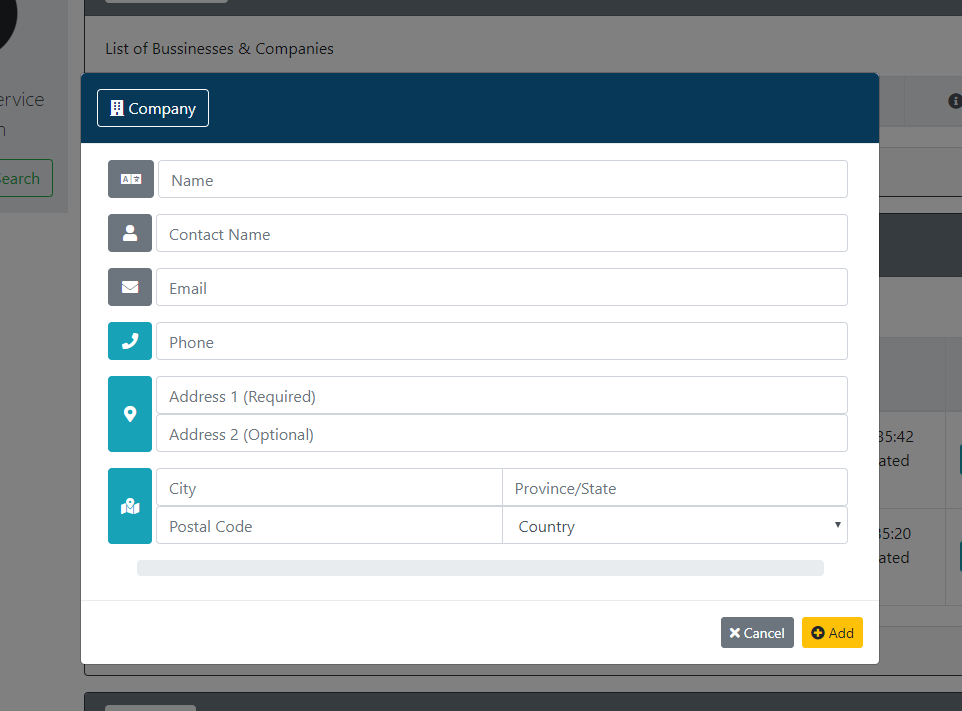 List of Bussinesses & Companies
ervice
Company
Name
Search
Contact Name
Email
Phone
Address 1 (Required)
Address 2 (Optional)
35:42
ated
City Province/State
Postal Code Country
35:20
ated
Cancel Add